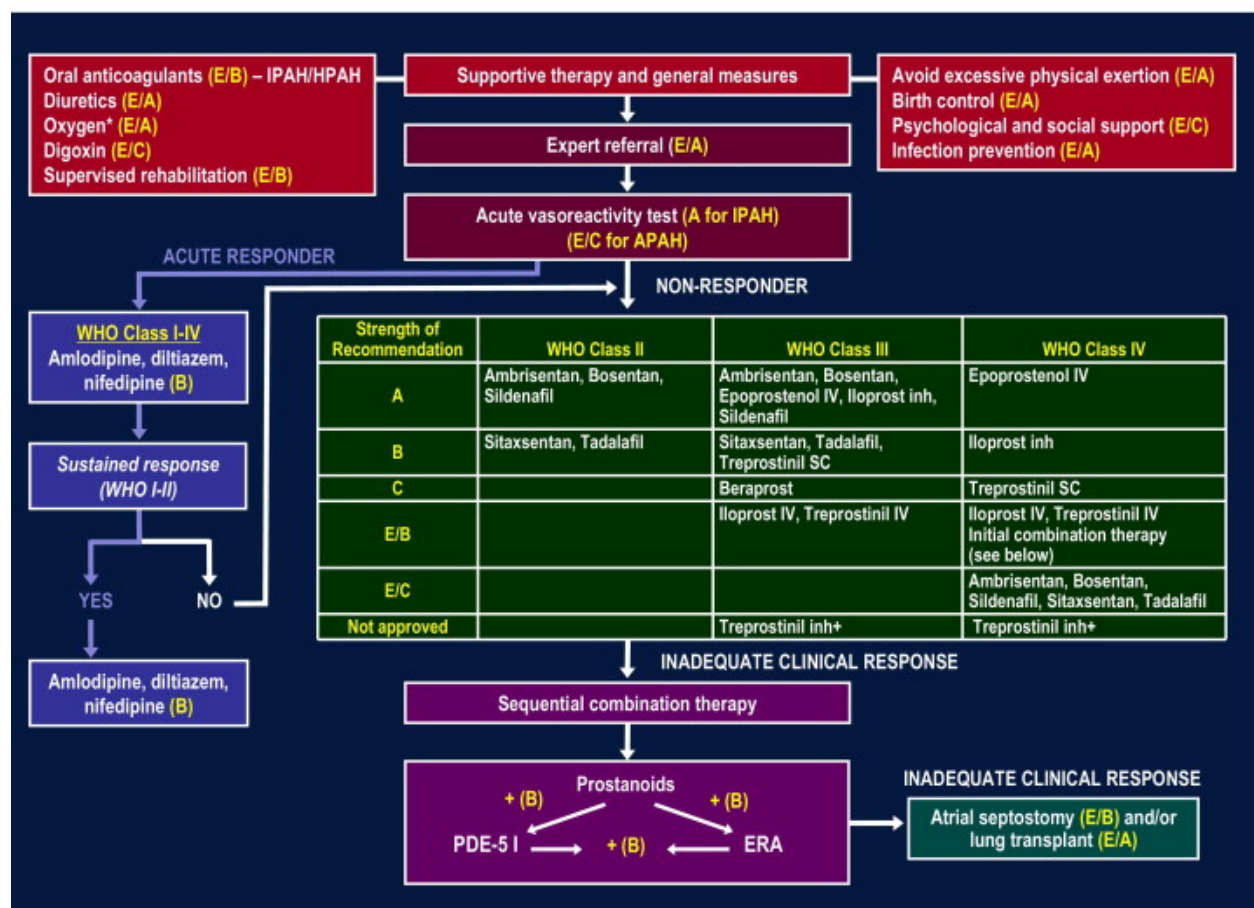 Oral anticoagulants (E/B) – IPAH/HPAH
Diuretics (E/A)
Oxygen* (E/A)
Digoxin (E/C)
Supervised rehabilitation (E/B)
Supportive therapy and general measures
Avoid excessive physical exertion (E/A)
Birth control (E/A)
Psychological and social support (E/C)
Infection prevention (E/A)
Expert referral (E/A)
Acute vasoreactivity test (A for IPAH)
(E/C for APAH)
ACUTE RESPONDER
NON-RESPONDER
WHO Class I-IV
Amlodipine, diltiazem,
nifedipine (B)
Sustained response
(WHO I-II)
YES
NO
Amlodipine, diltiazem,
nifedipine (B)
Strength of
Recommendation
WHO Class II
WHO Class III
WHO Class IV
A
Ambrisentan, Bosentan,
Sildenafil
Ambrisentan, Bosentan,
Epoprostenol IV, Iloprost inh,
Sildenafil
Epoprostenol IV
B
Sitaxsentan, Tadalafil
Sitaxsentan, Tadalafil,
Treprostinil SC
Iloprost inh
C
Beraprost
Treprostinil SC
E/B
Iloprost IV, Treprostinil IV
Iloprost IV, Treprostinil IV
Initial combination therapy
(see below)
E/C
Ambrisentan, Bosentan,
Sildenafil, Sitaxsentan, Tadalafil
Not approved
Treprostinil inh+
Treprostinil inh+
INADEQUATE CLINICAL RESPONSE
Sequential combination therapy
Prostanoids
+ (B)
+ (B)
PDE-5 I
+ (B)
ERA
INADEQUATE CLINICAL RESPONSE
Atrial septostomy (E/B) and/or
lung transplant (E/A)